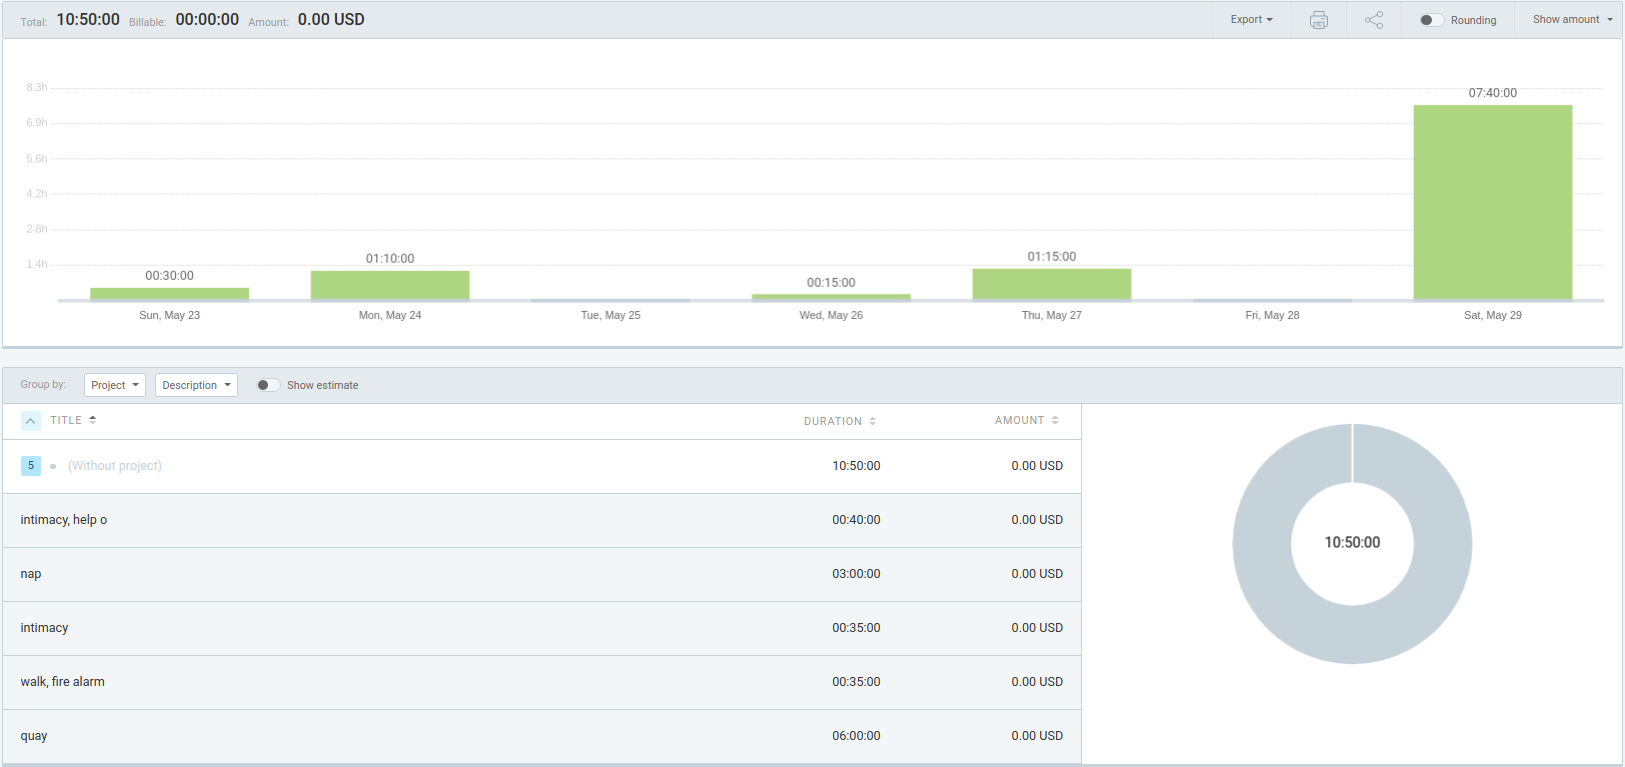 Total: 10:50:00 Billable: 00:00:00 Amount: 0.00 USD Export Rounding Show amount
8.3h
07:40:00
6.9h
5.6h
4.2h
2.8h
01:10:00 01:15:00
1.4h
00:30:00 00:15:00
Sun, May 23 Mon, May 24 Tue, May 25 Wed, May 26 Thu, May 27 Fri, May 28 Sat, May 29
Group by: Project Description Show estimate
TITLE DURATION AMOUNT
5 (Without project) 10:50:00 0.00 USD
intimacy, help o 00:40:00 0.00 USD
10:50:00
nap 03:00:00 0.00 USD
intimacy 00:35:00 0.00 USD
walk, fire alarm 00:35:00 0.00 USD
quay 06:00:00 0.00 USD